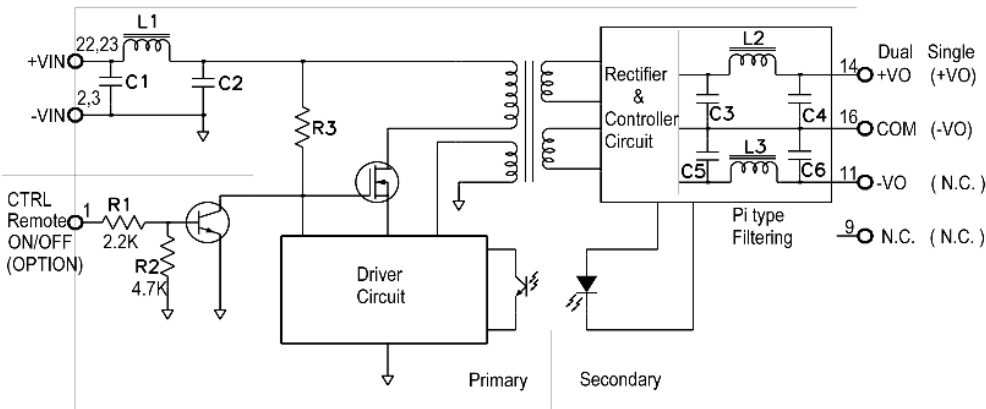 L1
22,23
+VIN
C1
C2
2,3
-VIN
R3
CTRL
Remote
ON/OFF
(OPTION)
1
R1
2.2K
R2
4.7K
Driver
Circuit
Primary
Secondary
Rectifier
&
Controller
Circuit
L2
C3
C4
L3
C5
C6
Pi type
Filtering
Dual Single
14 +VO (+VO)
16 COM (-VO)
11 -VO (N.C.)
9 N.C. (N.C.)